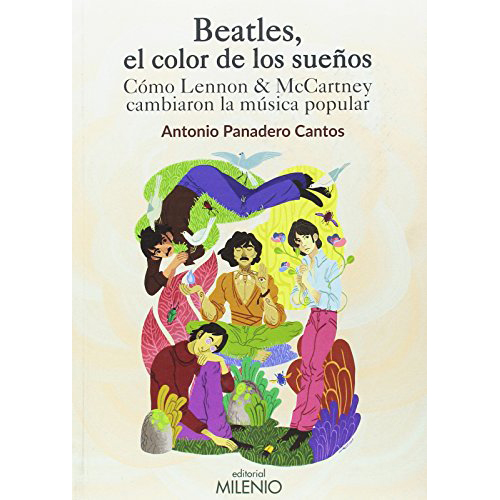 Beatles,
el color de los sueños
Cómo Lennon & McCartney
cambiaron la música popular
Antonio Panadero Cantos
editorial
MILENIO